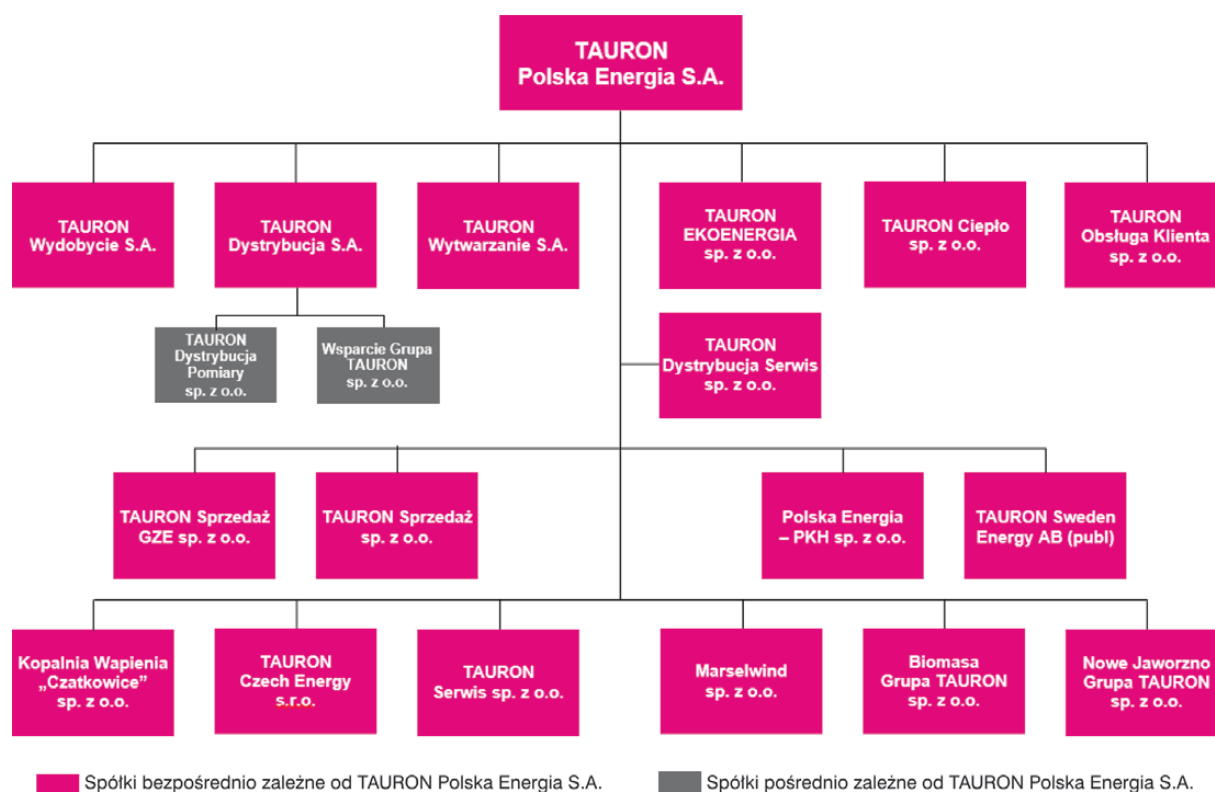 TAURON
Polska Energia S.A.
TAURON
Wydobycie S.A.
TAURON
Dystrybucja S.A.
TAURON
Wytwarzanie S.A.
TAURON
EKOENERGIA
sp. z o.o.
TAURON Ciepło
sp. z o.o.
TAURON
Obsługa Klienta
sp. z o.o.
TAURON
Dystrybucja
Pomiary
sp. z o.o.
Wsparcie Grupa
TAURON
sp. z o.o.
TAURON
Dystrybucja Serwis
sp. z o.o.
TAURON Sprzedaż
GZE sp. z o.o.
TAURON Sprzedaż
sp. z o.o.
Polska Energia
– PKH sp. z o.o.
TAURON Sweden
Energy AB (publ)
Kopalnia Wapienia
„Czatkowice”
sp. z o.o.
TAURON
Czech Energy
s.r.o.
TAURON
Serwis sp. z o.o.
Marselwind
sp. z o.o.
Biomasa
Grupa TAURON
sp. z o.o.
Nowe Jaworzno
Grupa TAURON
sp. z o.o.
Spółki bezpośrednio zależne od TAURON Polska Energia S.A.
Spółki pośrednio zależne od TAURON Polska Energia S.A.